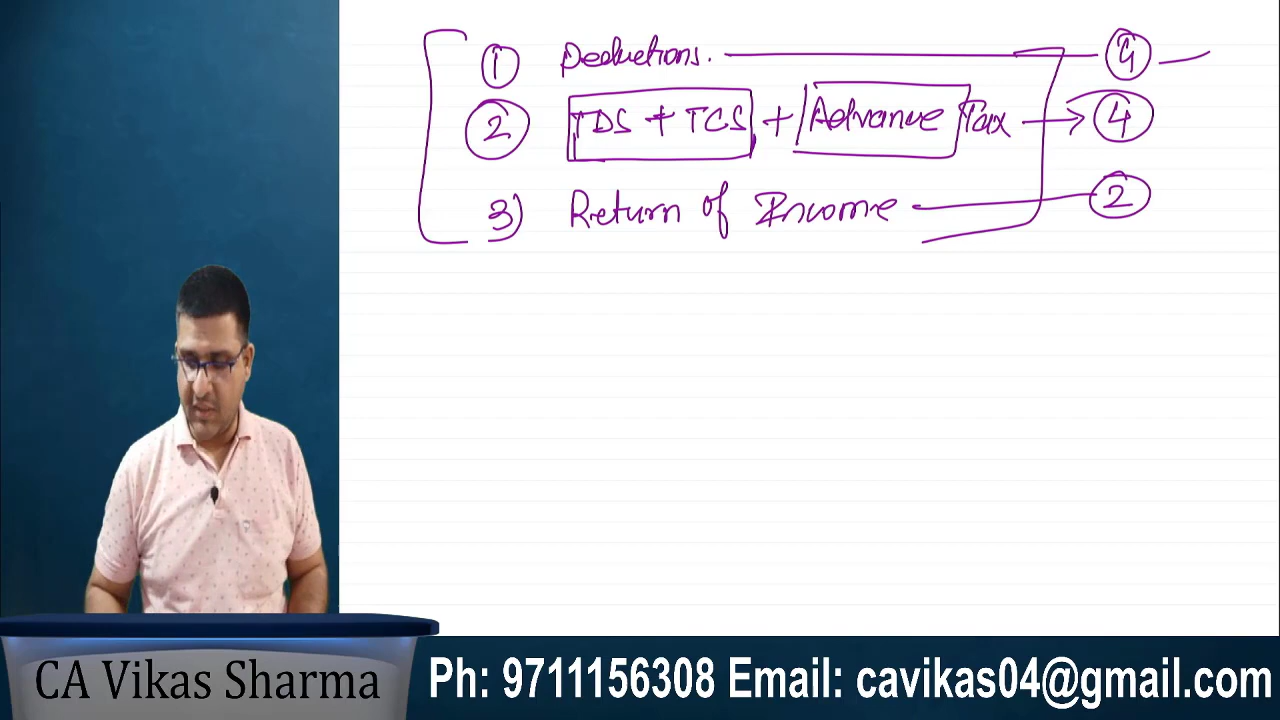 1 Deductions. 4
2 TDS + TCS + Advance Tax → 4
3) Return of Income 2
CA Vikas Sharma
Ph: 9711156308 Email: cavikas04@gmail.com